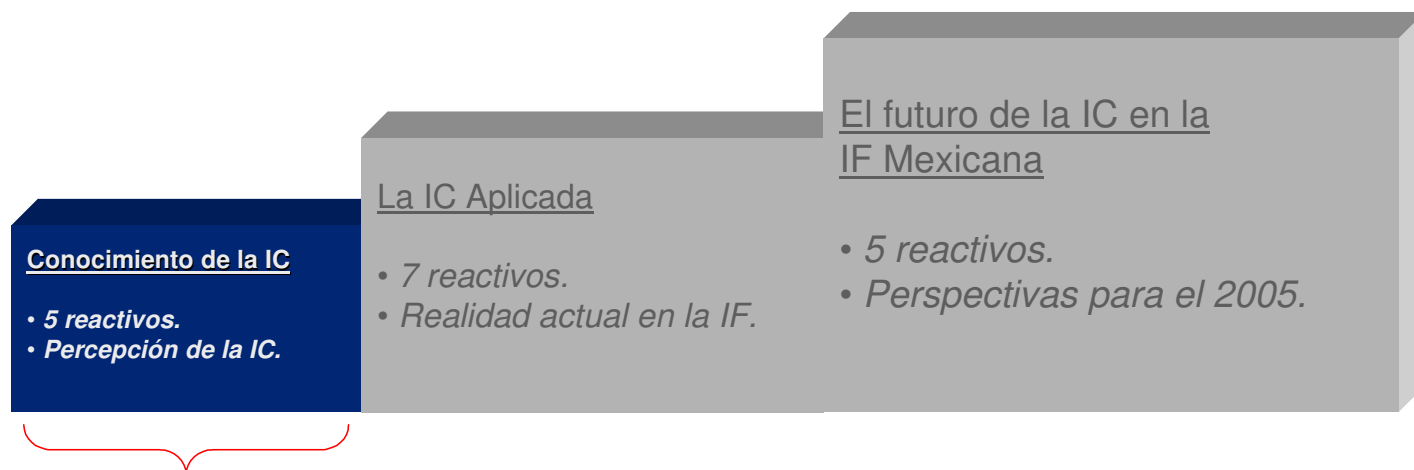 Conocimiento de la IC
• 5 reactivos.
• Percepción de la IC.
La IC Aplicada
• 7 reactivos.
• Realidad actual en la IF.
El futuro de la IC en la
IF Mexicana
• 5 reactivos.
• Perspectivas para el 2005.